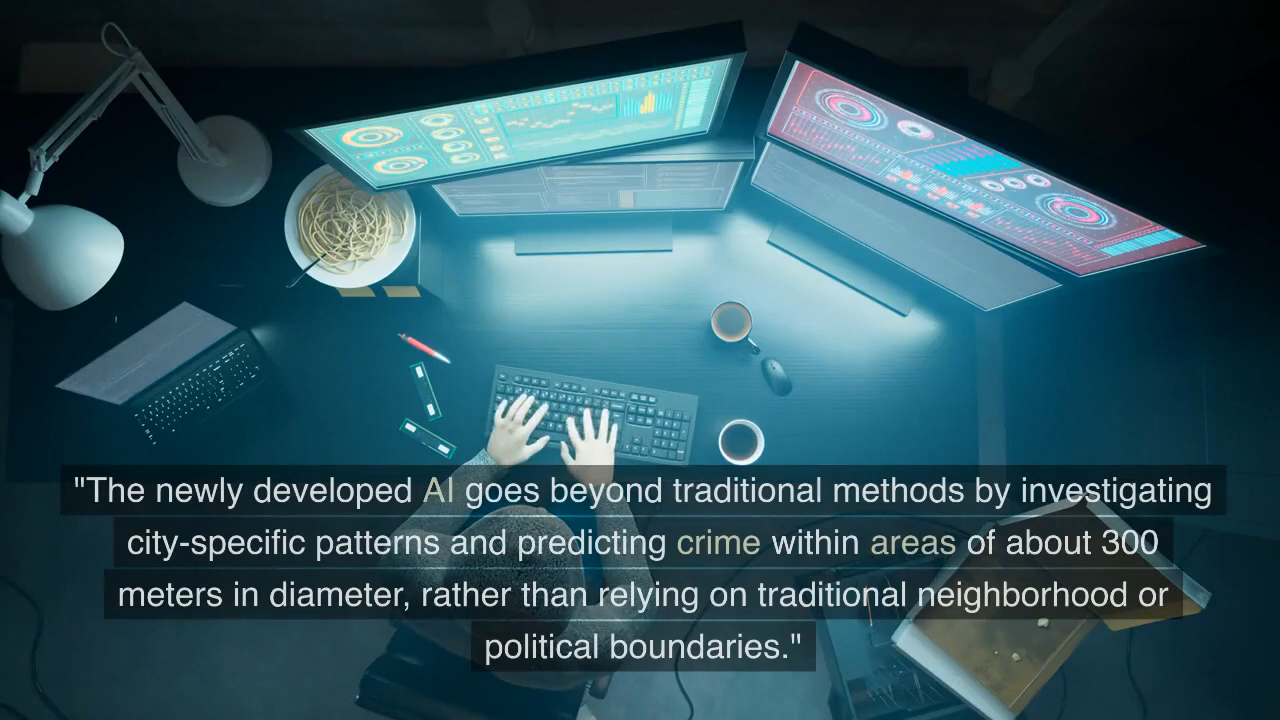 "The newly developed AI goes beyond traditional methods by investigating
city-specific patterns and predicting crime within areas of about 300
meters in diameter, rather than relying on traditional neighborhood or
political boundaries."